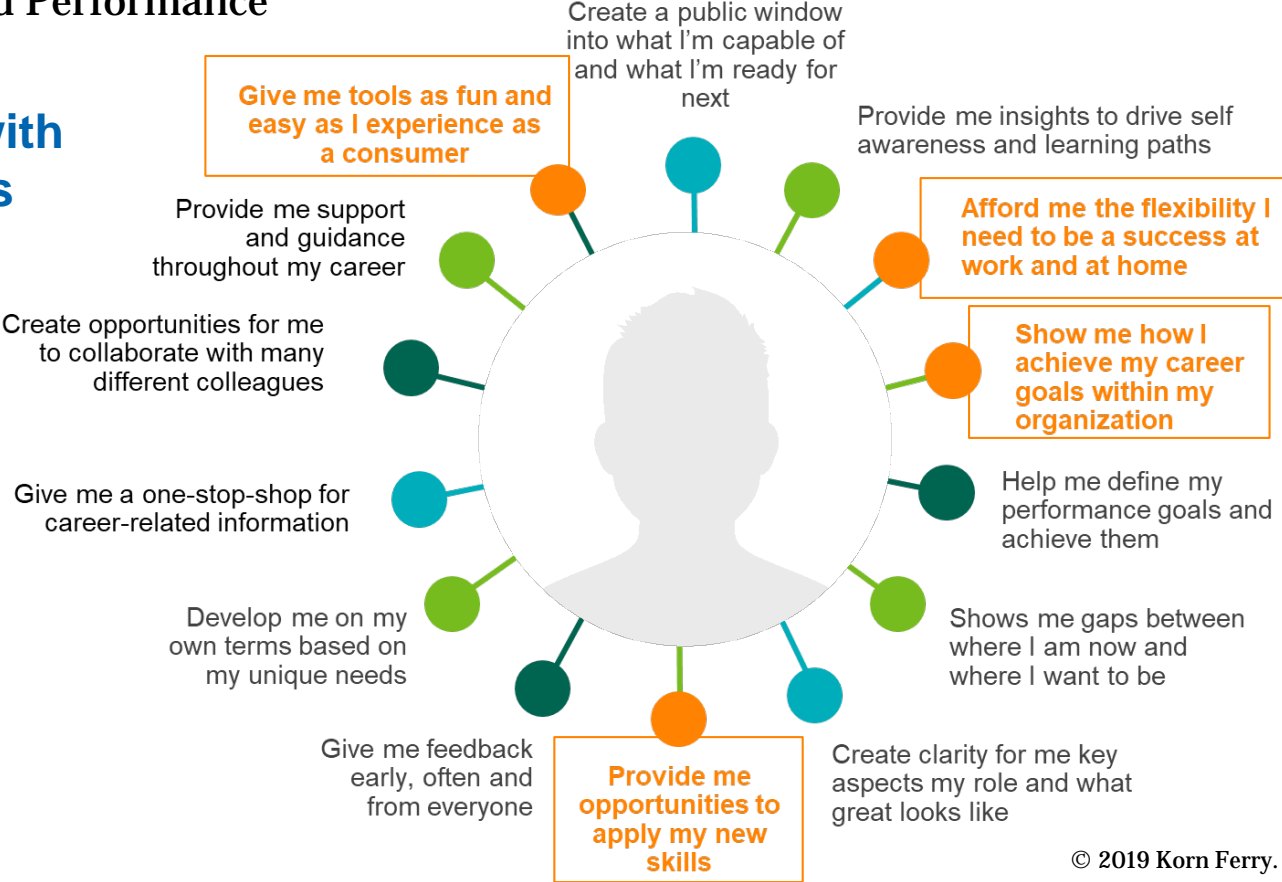 Performance
with
Create a public window
into what I'm capable of
and what I'm ready for
next
Give me tools as fun and
easy as I experience as
a consumer
Provide me insights to drive self
awareness and learning paths
Provide me support
and guidance
throughout my career
Afford me the flexibility I
need to be a success at
work and at home
Create opportunities for me
to collaborate with many
different colleagues
Show me how I
achieve my career
goals within my
organization
Give me a one-stop-shop for
career-related information
Help me define my
performance goals and
achieve them
Develop me on my
own terms based on
my unique needs
Shows me gaps between
where I am now and
where I want to be
Give me feedback
early, often and
from everyone
Provide me
opportunities to
apply my new
skills
Create clarity for me key
aspects my role and what
great looks like
© 2019 Korn Ferry.